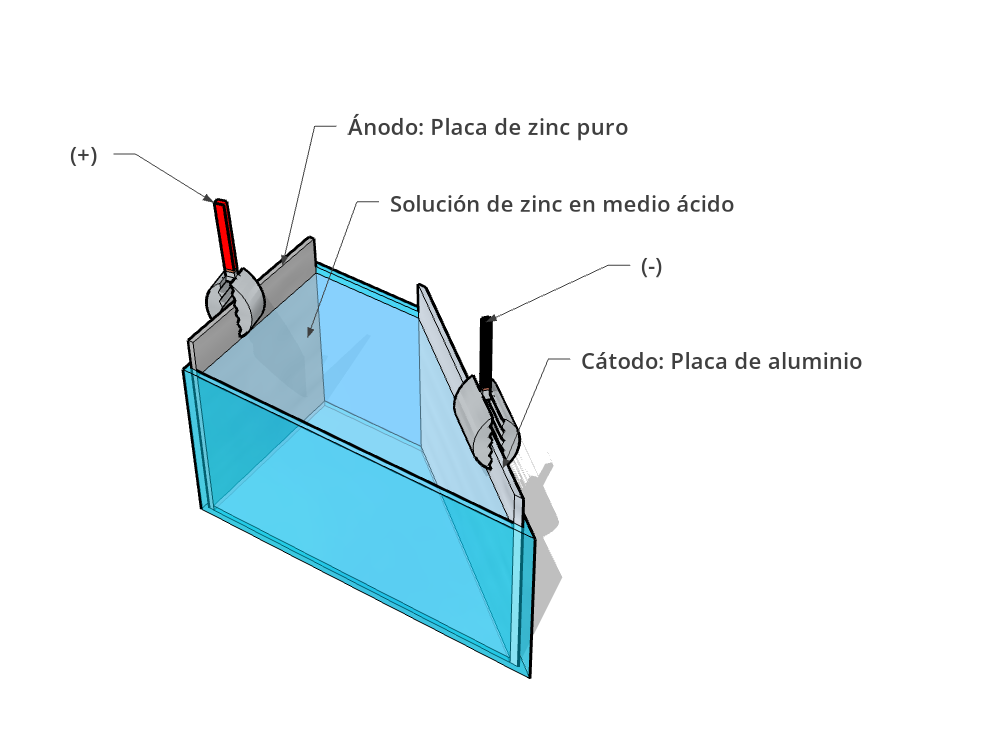 Ánodo: Placa de zinc puro
(+)
Solución de zinc en medio ácido
(-)
Cátodo: Placa de aluminio